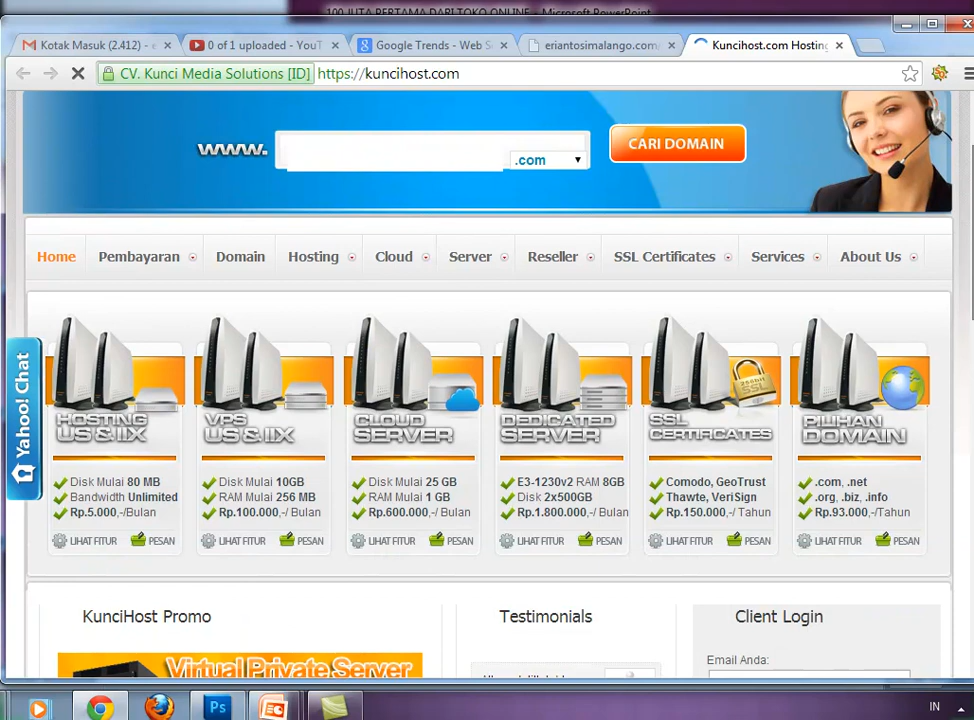 100 JUTA PERTAMA DARI TOKO ONLINE - Microsoft PowerPoint
Kotak Masuk (2.412) - e
0 of 1 uploaded - YouT
Google Trends - Web S
eriantosimalango.com/
Kuncihost.com Hosting
CV. Kunci Media Solutions [ID] https://kuncihost.com
www. .com CARI DOMAIN
Home Pembayaran Domain Hosting Cloud Server Reseller SSL Certificates Services About Us
Yahoo! Chat
HOSTING
US & IIX
Disk Mulai 80 MB
Bandwidth Unlimited
Rp.5.000,-/Bulan
LIHAT FITUR PESAN
VPS
US & IIX
Disk Mulai 10GB
RAM Mulai 256 MB
Rp.100.000,-/ Bulan
LIHAT FITUR PESAN
CLOUD
SERVER
Disk Mulai 25 GB
RAM Mulai 1 GB
Rp.600.000,-/ Bulan
LIHAT FITUR PESAN
DEDICATED
SERVER
E3-1230v2 RAM 8GB
Disk 2x500GB
Rp.1.800.000,-/ Bulan
LIHAT FITUR PESAN
256bit
SSL
SSL
CERTIFICATES
Comodo, GeoTrust
Thawte, VeriSign
Rp.150.000,-/ Tahun
LIHAT FITUR PESAN
PILIHAN
DOMAIN
.com, .net
.org, .biz, .info
Rp.93.000,-/Tahun
LIHAT FITUR PESAN
KunciHost Promo
Virtual Private Server
Testimonials
Client Login
Email Anda:
Ps
IN